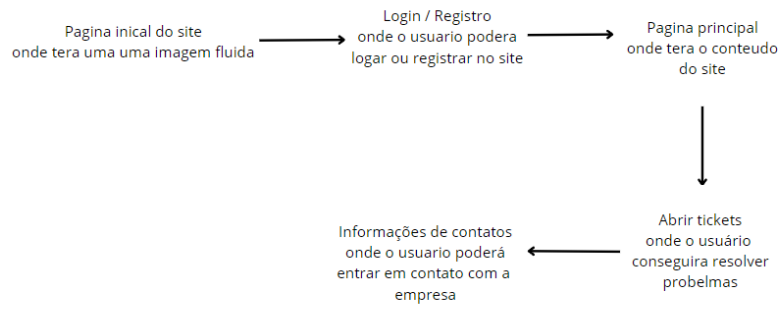 Pagina inical do site
onde tera uma uma imagem fluida
Login / Registro
onde o usuario podera
logar ou registrar no site
Pagina principal
onde tera o conteudo
do site
Abrir tickets
onde o usuário
conseguira resolver
probelmas
Informações de contatos
onde o usuario poderá
entrar em contato com a
empresa